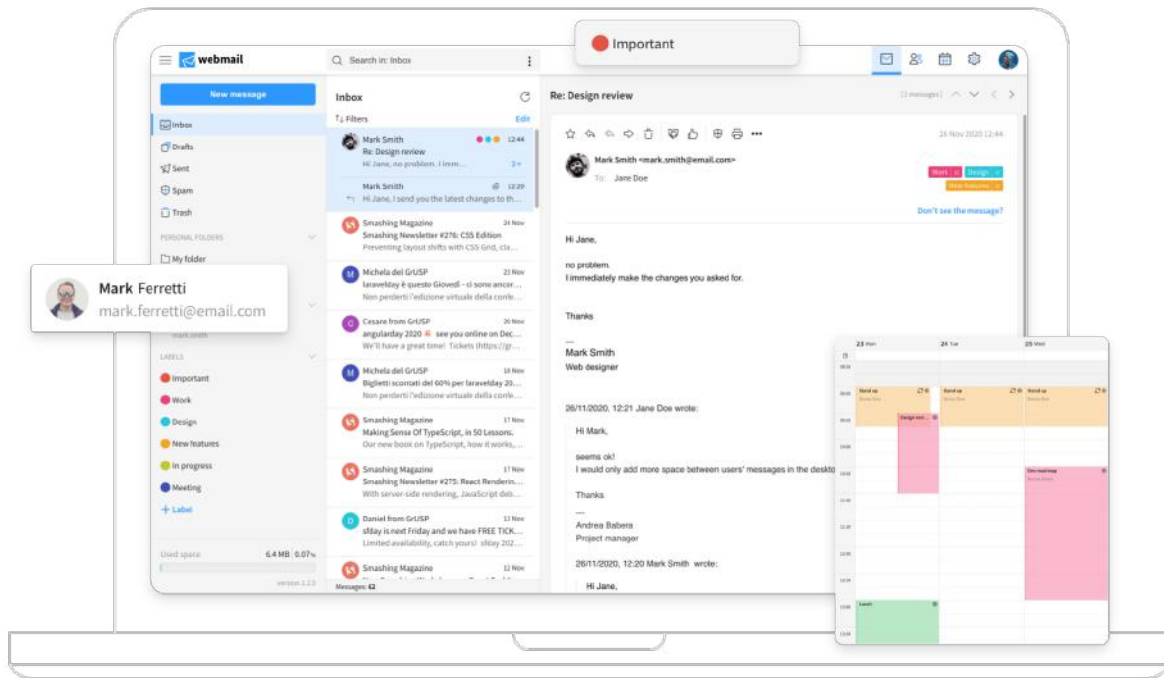 Important
webmail
Search in: Inbox
New message
Inbox
Drafts
Sent
Spam
Trash
PERSONAL FOLDERS
My folder
Mark Ferretti
mark.ferretti@email.com
mark.smith
LABELS
Important
Work
Design
New features
In progress
Meeting
+ Label
Used space 6.4 MB 0.07%
version 1.2.3
Inbox
Filters Edit
Mark Smith 12:44
Re: Design review
Hi Jane, no problem. I imm... 2
Mark Smith 12:29
Hi Jane, I send you the latest changes to th...
Smashing Magazine 24 Nov
Smashing Newsletter #276: CSS Edition
Preventing layout shifts with CSS Grid, cla...
M
Michela del GrUSP 23 Nov
laravelday è questo Giovedì - ci sono ancor...
Non perderti l'edizione virtuale della confe...
C
Cesare from GrUSP 20 Nov
angularday 2020 see you online on Dec...
We'll have a great time! Tickets (https://gr...
M
Michela del GrUSP 18 Nov
Biglietti scontati del 60% per laravelday 20...
Non perderti l'edizione virtuale della confe...
Smashing Magazine 17 Nov
Making Sense Of TypeScript, in 50 Lessons.
Our new book on TypeScript, how it works,...
Smashing Magazine 17 Nov
Smashing Newsletter #275: React Renderin...
With server-side rendering, JavaScript deb...
D
Daniel from GrUSP 13 Nov
sfday is next Friday and we have FREE TICK...
Limited availability, catch yours! sfday 202...
Smashing Magazine 12 Nov
Messages: 62
Re: Design review
[2 messages]
26 Nov 2020 12:44
Mark Smith <mark.smith@email.com>
To: Jane Doe
Work Design
New features
Don't see the message?
Hi Jane,
no problem.
I immediately make the changes you asked for.
Thanks
—
Mark Smith
Web designer
26/11/2020, 12:21 Jane Doe wrote:
Hi Mark,
seems ok!
I would only add more space between users' messages in the deskto
Thanks
—
Andrea Babera
Project manager
26/11/2020, 12:20 Mark Smith wrote:
Hi Jane,
23 Mon 24 Tue 25 Wed
Stand up Stand up Stand up
Design revi...
Lunch